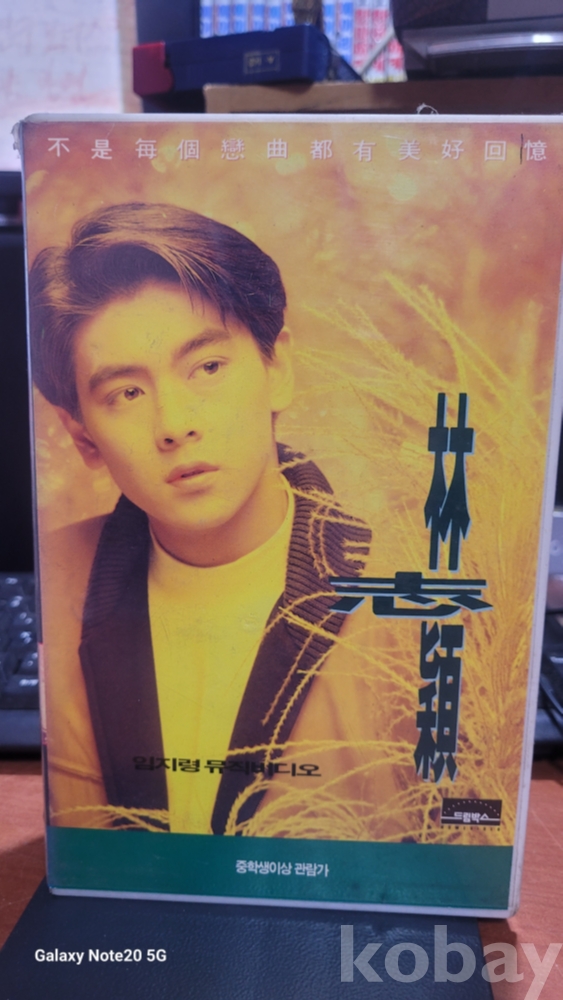 不是每個戀曲都有美好回憶
林志穎
임지령 뮤직비디오
드림박스
중학생이상 관람가
Galaxy Note20 5G
kobay